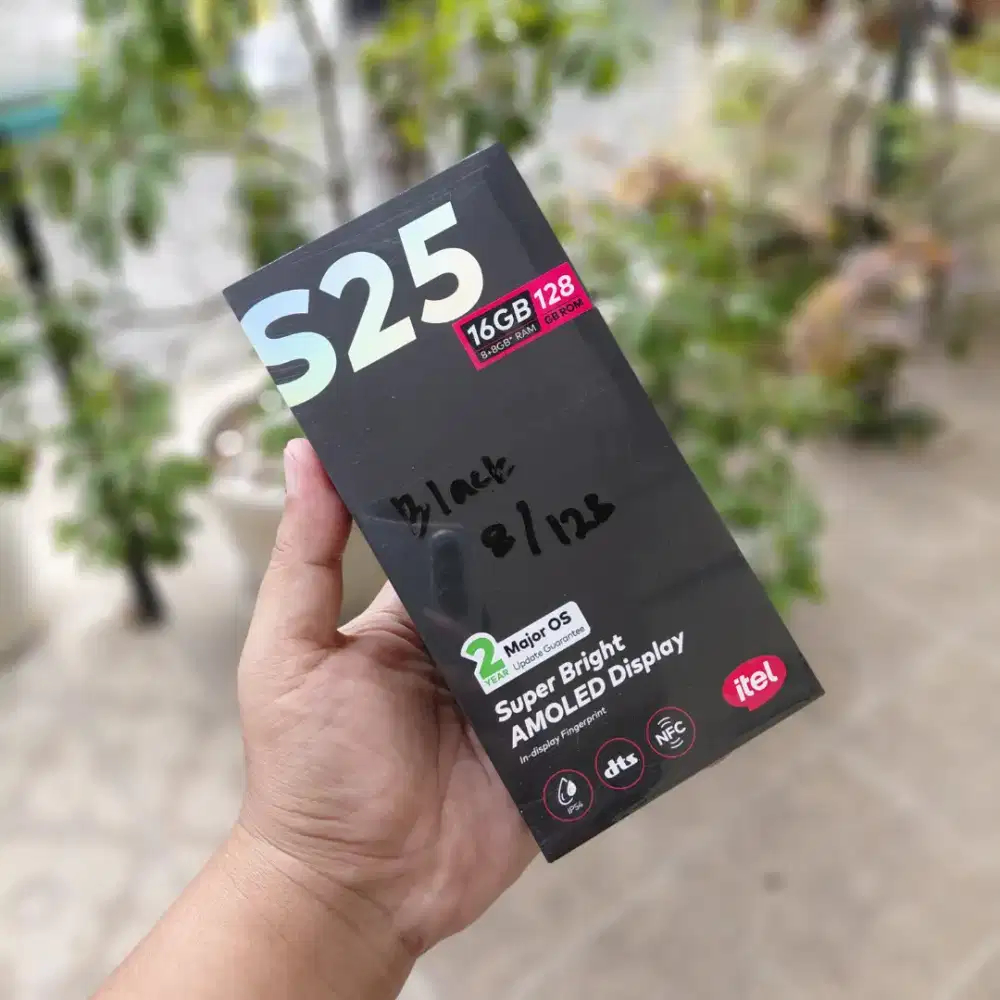 S25
16GB 128
8+8GB* RAM GB ROM
Black
8/128
2 Major OS
YEAR Update Guarantee
Super Bright
AMOLED Display
In-display Fingerprint
itel
IP54
dts
NFC